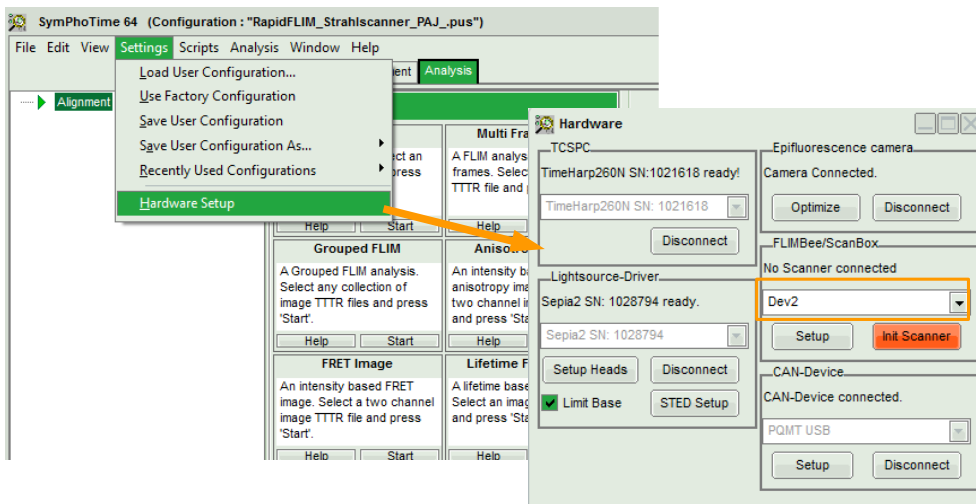 SymPhoTime 64 (Configuration : "RapidFLIM_Strahlscanner_PAJ_.pus")
File Edit View Settings Scripts Analysis Window Help
Analysis
Alignment
Load User Configuration...
Use Factory Configuration
Save User Configuration
Save User Configuration As...
Recently Used Configurations
Hardware Setup
Help Start
Multi Fra
A FLIM analys
frames. Selec
TTTR file and
Help
Grouped FLIM
A Grouped FLIM analysis.
Select any collection of
image TTTR files and press
'Start'.
Help Start
Anisotro
An intensity ba
anisotropy ima
two channel i
and press 'Sta
Help
FRET Image
An intensity based FRET
image. Select a two channel
image TTTR file and press
'Start'.
Help Start
Lifetime F
A lifetime base
Select an imag
and press 'Sta
Help
Hardware
TCSPC
TimeHarp260N SN:1021618 ready!
TimeHarp260N SN: 1021618
Disconnect
Lightsource-Driver
Sepia2 SN: 1028794 ready.
Sepia2 SN: 1028794
Setup Heads Disconnect
Limit Base STED Setup
Epifluorescence camera
Camera Connected.
Optimize Disconnect
FLIMBee/ScanBox
No Scanner connected
Dev2
Setup Init Scanner
CAN-Device
CAN-Device connected.
PQMT USB
Setup Disconnect